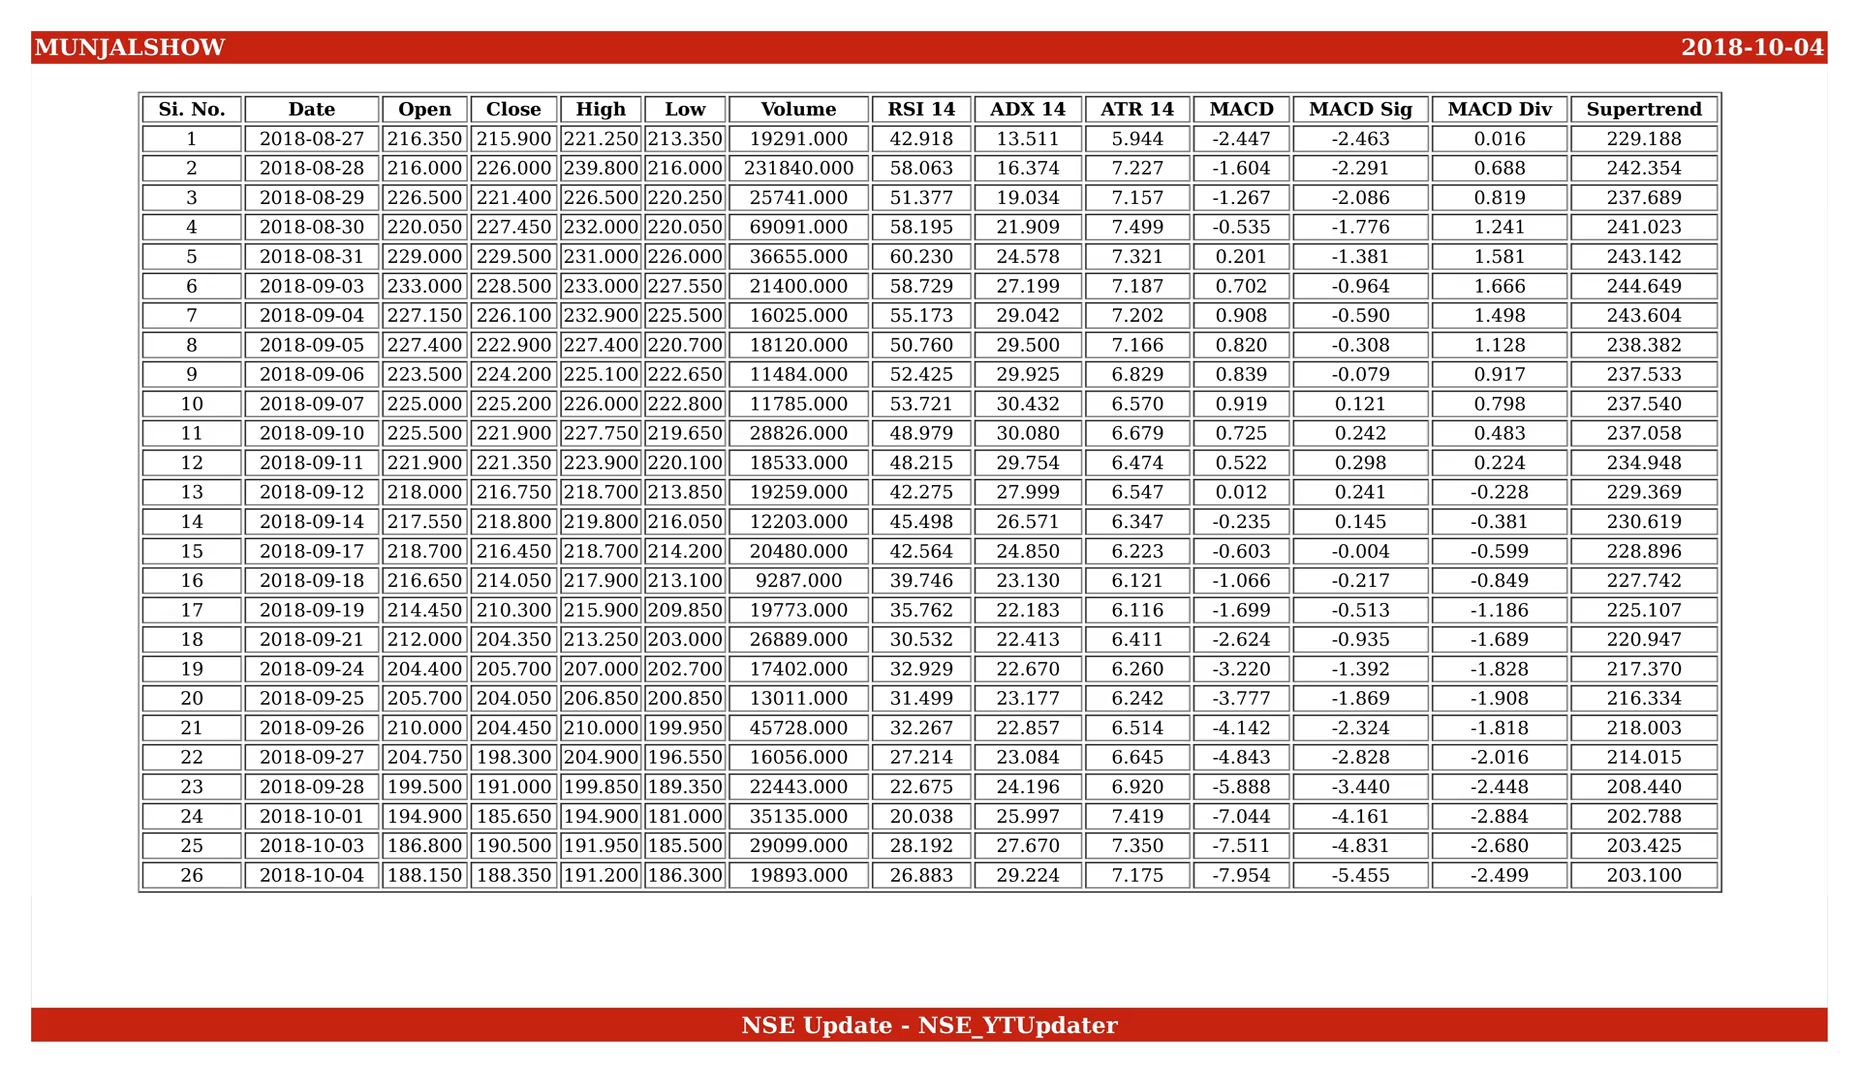 MUNJALSHOW 2018-10-04
Si. No. Date Open Close High Low Volume RSI 14 ADX 14 ATR 14 MACD MACD Sig MACD Div Supertrend
1 2018-08-27 216.350 215.900 221.250 213.350 19291.000 42.918 13.511 5.944 -2.447 -2.463 0.016 229.188
2 2018-08-28 216.000 226.000 239.800 216.000 231840.000 58.063 16.374 7.227 -1.604 -2.291 0.688 242.354
3 2018-08-29 226.500 221.400 226.500 220.250 25741.000 51.377 19.034 7.157 -1.267 -2.086 0.819 237.689
4 2018-08-30 220.050 227.450 232.000 220.050 69091.000 58.195 21.909 7.499 -0.535 -1.776 1.241 241.023
5 2018-08-31 229.000 229.500 231.000 226.000 36655.000 60.230 24.578 7.321 0.201 -1.381 1.581 243.142
6 2018-09-03 233.000 228.500 233.000 227.550 21400.000 58.729 27.199 7.187 0.702 -0.964 1.666 244.649
7 2018-09-04 227.150 226.100 232.900 225.500 16025.000 55.173 29.042 7.202 0.908 -0.590 1.498 243.604
8 2018-09-05 227.400 222.900 227.400 220.700 18120.000 50.760 29.500 7.166 0.820 -0.308 1.128 238.382
9 2018-09-06 223.500 224.200 225.100 222.650 11484.000 52.425 29.925 6.829 0.839 -0.079 0.917 237.533
10 2018-09-07 225.000 225.200 226.000 222.800 11785.000 53.721 30.432 6.570 0.919 0.121 0.798 237.540
11 2018-09-10 225.500 221.900 227.750 219.650 28826.000 48.979 30.080 6.679 0.725 0.242 0.483 237.058
12 2018-09-11 221.900 221.350 223.900 220.100 18533.000 48.215 29.754 6.474 0.522 0.298 0.224 234.948
13 2018-09-12 218.000 216.750 218.700 213.850 19259.000 42.275 27.999 6.547 0.012 0.241 -0.228 229.369
14 2018-09-14 217.550 218.800 219.800 216.050 12203.000 45.498 26.571 6.347 -0.235 0.145 -0.381 230.619
15 2018-09-17 218.700 216.450 218.700 214.200 20480.000 42.564 24.850 6.223 -0.603 -0.004 -0.599 228.896
16 2018-09-18 216.650 214.050 217.900 213.100 9287.000 39.746 23.130 6.121 -1.066 -0.217 -0.849 227.742
17 2018-09-19 214.450 210.300 215.900 209.850 19773.000 35.762 22.183 6.116 -1.699 -0.513 -1.186 225.107
18 2018-09-21 212.000 204.350 213.250 203.000 26889.000 30.532 22.413 6.411 -2.624 -0.935 -1.689 220.947
19 2018-09-24 204.400 205.700 207.000 202.700 17402.000 32.929 22.670 6.260 -3.220 -1.392 -1.828 217.370
20 2018-09-25 205.700 204.050 206.850 200.850 13011.000 31.499 23.177 6.242 -3.777 -1.869 -1.908 216.334
21 2018-09-26 210.000 204.450 210.000 199.950 45728.000 32.267 22.857 6.514 -4.142 -2.324 -1.818 218.003
22 2018-09-27 204.750 198.300 204.900 196.550 16056.000 27.214 23.084 6.645 -4.843 -2.828 -2.016 214.015
23 2018-09-28 199.500 191.000 199.850 189.350 22443.000 22.675 24.196 6.920 -5.888 -3.440 -2.448 208.440
24 2018-10-01 194.900 185.650 194.900 181.000 35135.000 20.038 25.997 7.419 -7.044 -4.161 -2.884 202.788
25 2018-10-03 186.800 190.500 191.950 185.500 29099.000 28.192 27.670 7.350 -7.511 -4.831 -2.680 203.425
26 2018-10-04 188.150 188.350 191.200 186.300 19893.000 26.883 29.224 7.175 -7.954 -5.455 -2.499 203.100
NSE Update - NSE_YTUpdater